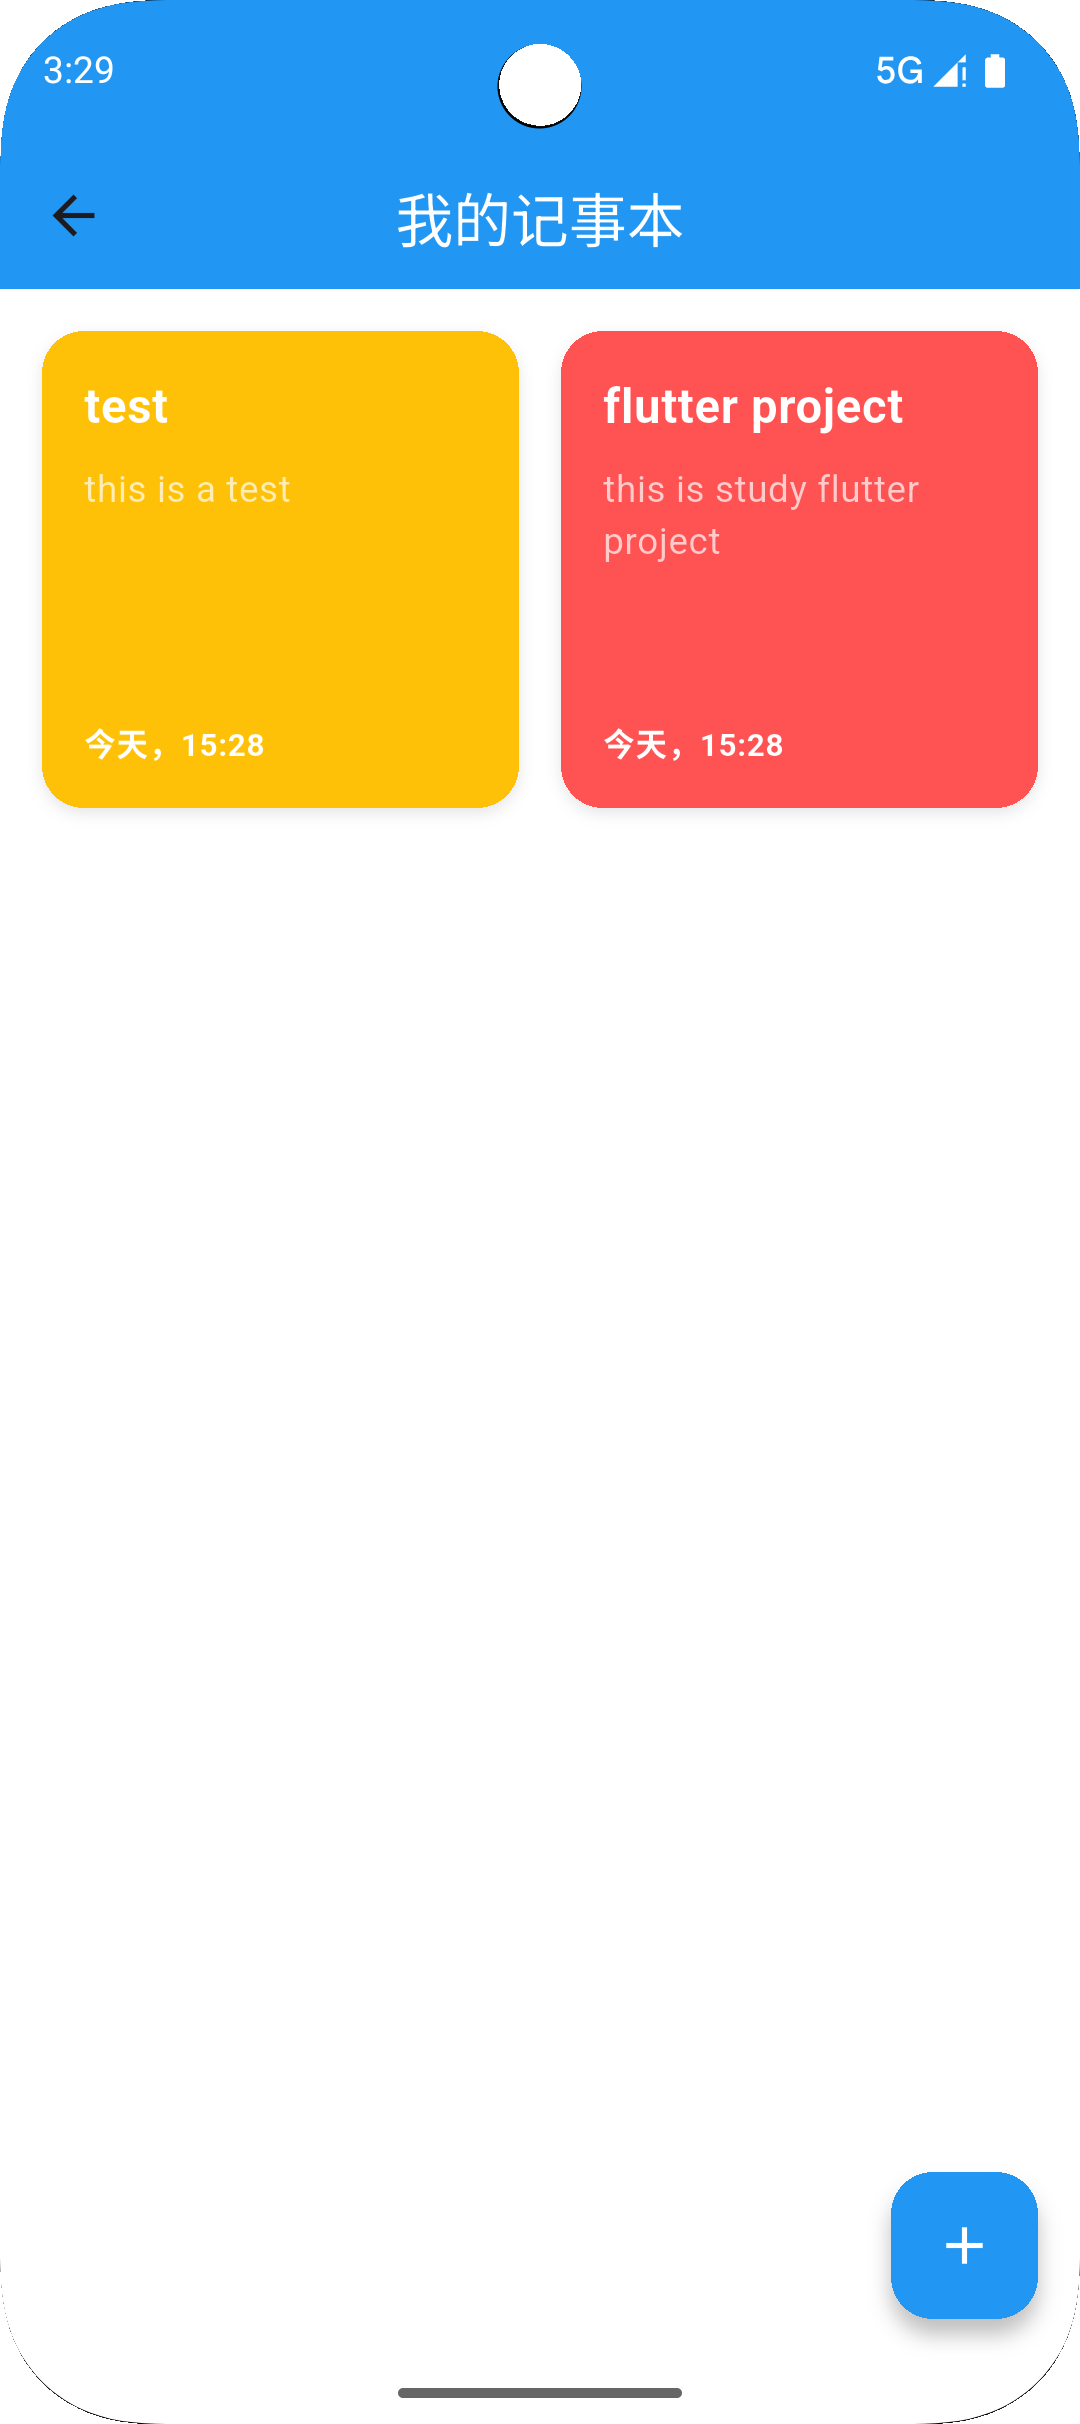 3:29
5G
我的记事本
test
this is a test
今天，15:28
flutter project
this is study flutter
project
今天，15:28